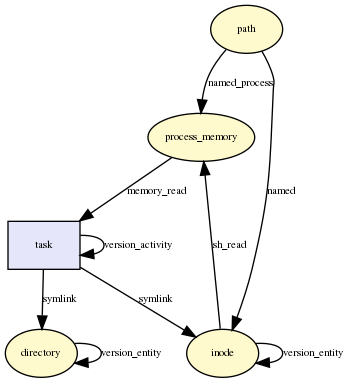 path
named_process
process_memory
memory_read
named
task
version_activity
sh_read
symlink
symlink
directory
version_entity
inode
version_entity